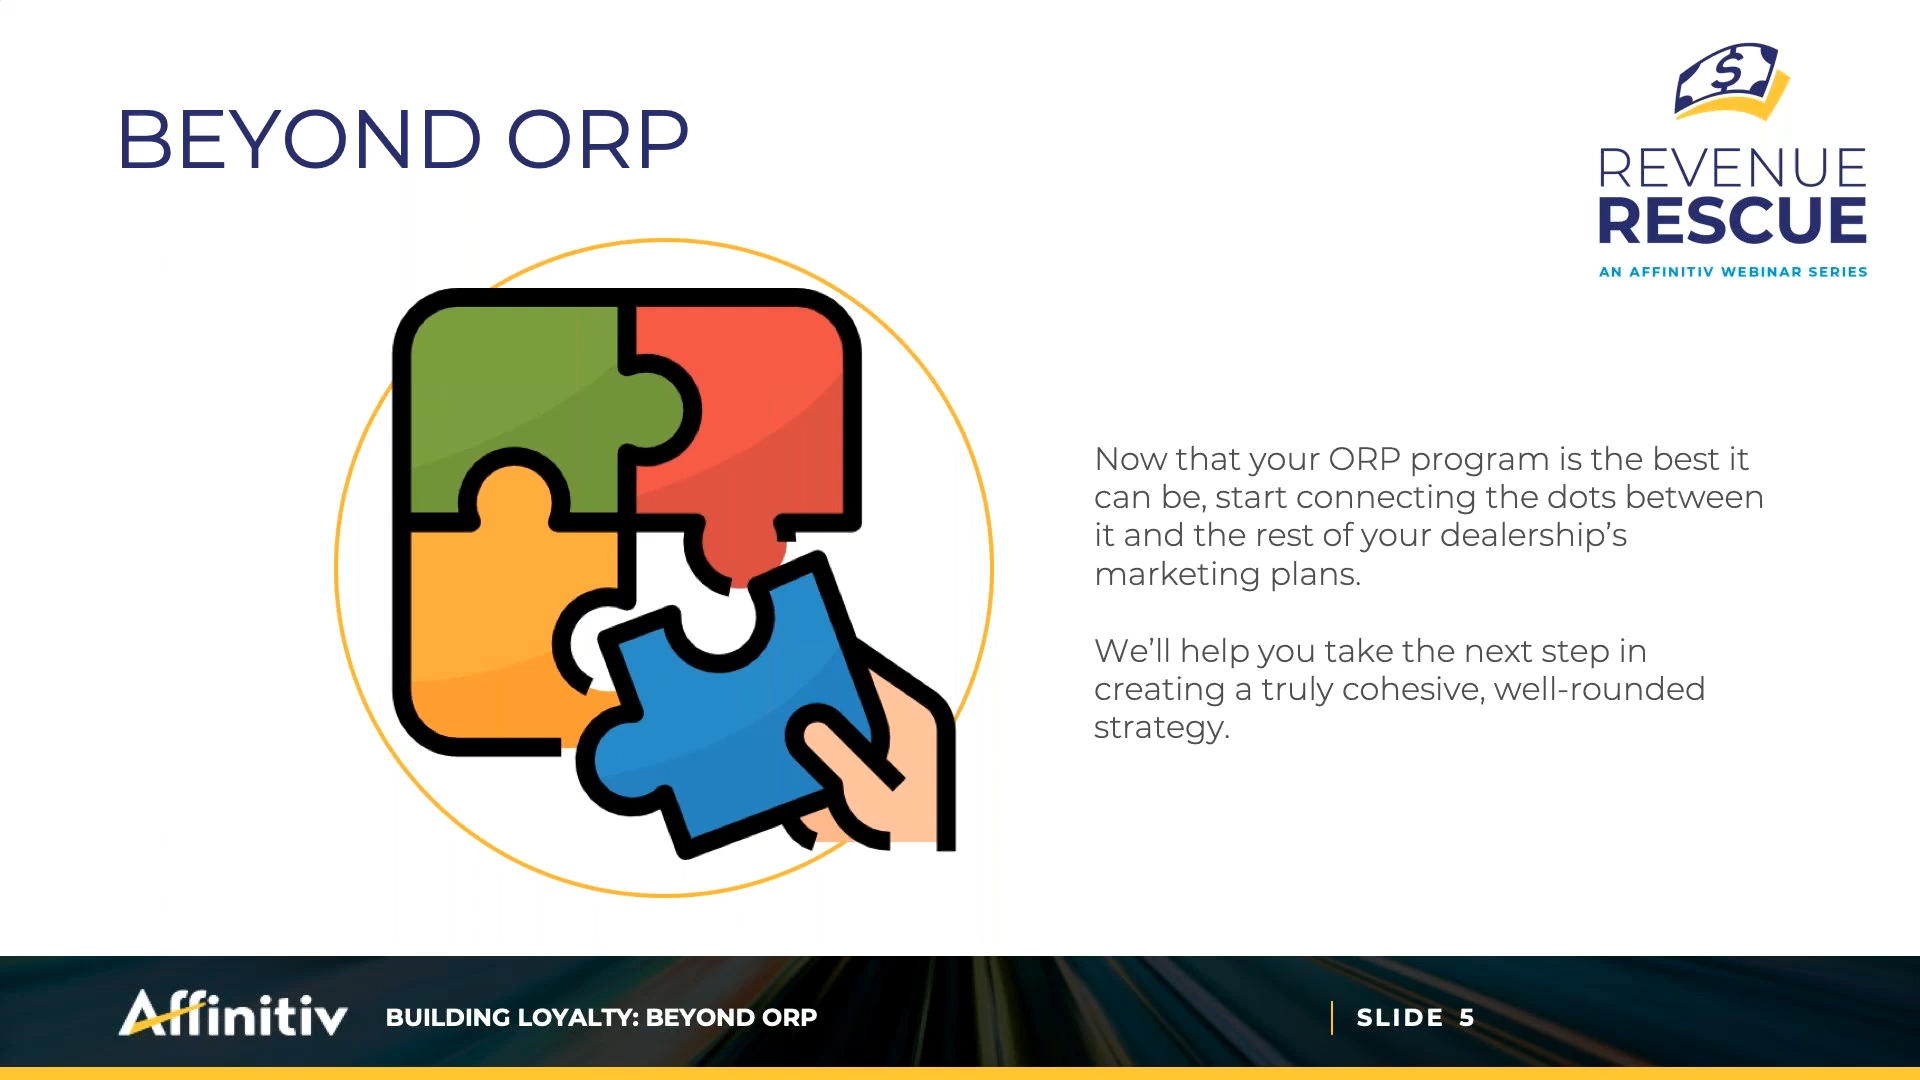 BEYOND ORP
$
REVENUE
RESCUE
AN AFFINITIV WEBINAR SERIES
Now that your ORP program is the best it
can be, start connecting the dots between
it and the rest of your dealership’s
marketing plans.
We’ll help you take the next step in
creating a truly cohesive, well-rounded
strategy.
Affinitiv
BUILDING LOYALTY: BEYOND ORP
SLIDE 5